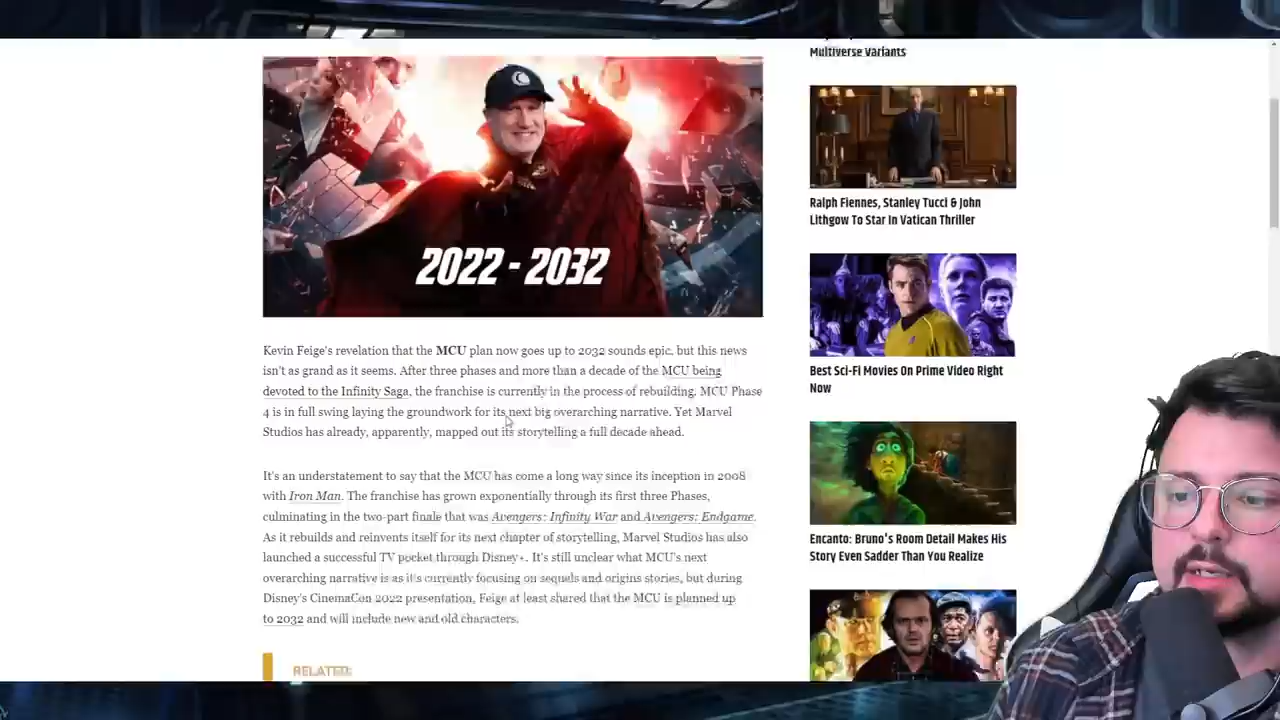 Multiverse Variants
2022 - 2032
Ralph Fiennes, Stanley Tucci & John
Lithgow To Star In Vatican Thriller
Kevin Feige's revelation that the MCU plan now goes up to 2032 sounds epic, but this news
isn't as grand as it seems. After three phases and more than a decade of the MCU being
devoted to the Infinity Saga, the franchise is currently in the process of rebuilding. MCU Phase
4 is in full swing laying the groundwork for its next big overarching narrative. Yet Marvel
Studios has already, apparently, mapped out its storytelling a full decade ahead.
Best Sci-Fi Movies On Prime Video Right
Now
It's an understatement to say that the MCU has come a long way since its inception in 2008
with Iron Man. The franchise has grown exponentially through its first three Phases,
culminating in the two-part finale that was Avengers: Infinity War and Avengers: Endgame.
As it rebuilds and reinvents itself for its next chapter of storytelling, Marvel Studios has also
launched a successful TV pocket through Disney+. It's still unclear what MCU's next
overarching narrative is as it's currently focusing on sequels and origins stories, but during
Disney's CinemaCon 2022 presentation, Feige at least shared that the MCU is planned up
to 2032 and will include new and old characters.
Encanto: Bruno's Room Detail Makes His
Story Even Sadder Than You Realize
RELATED: